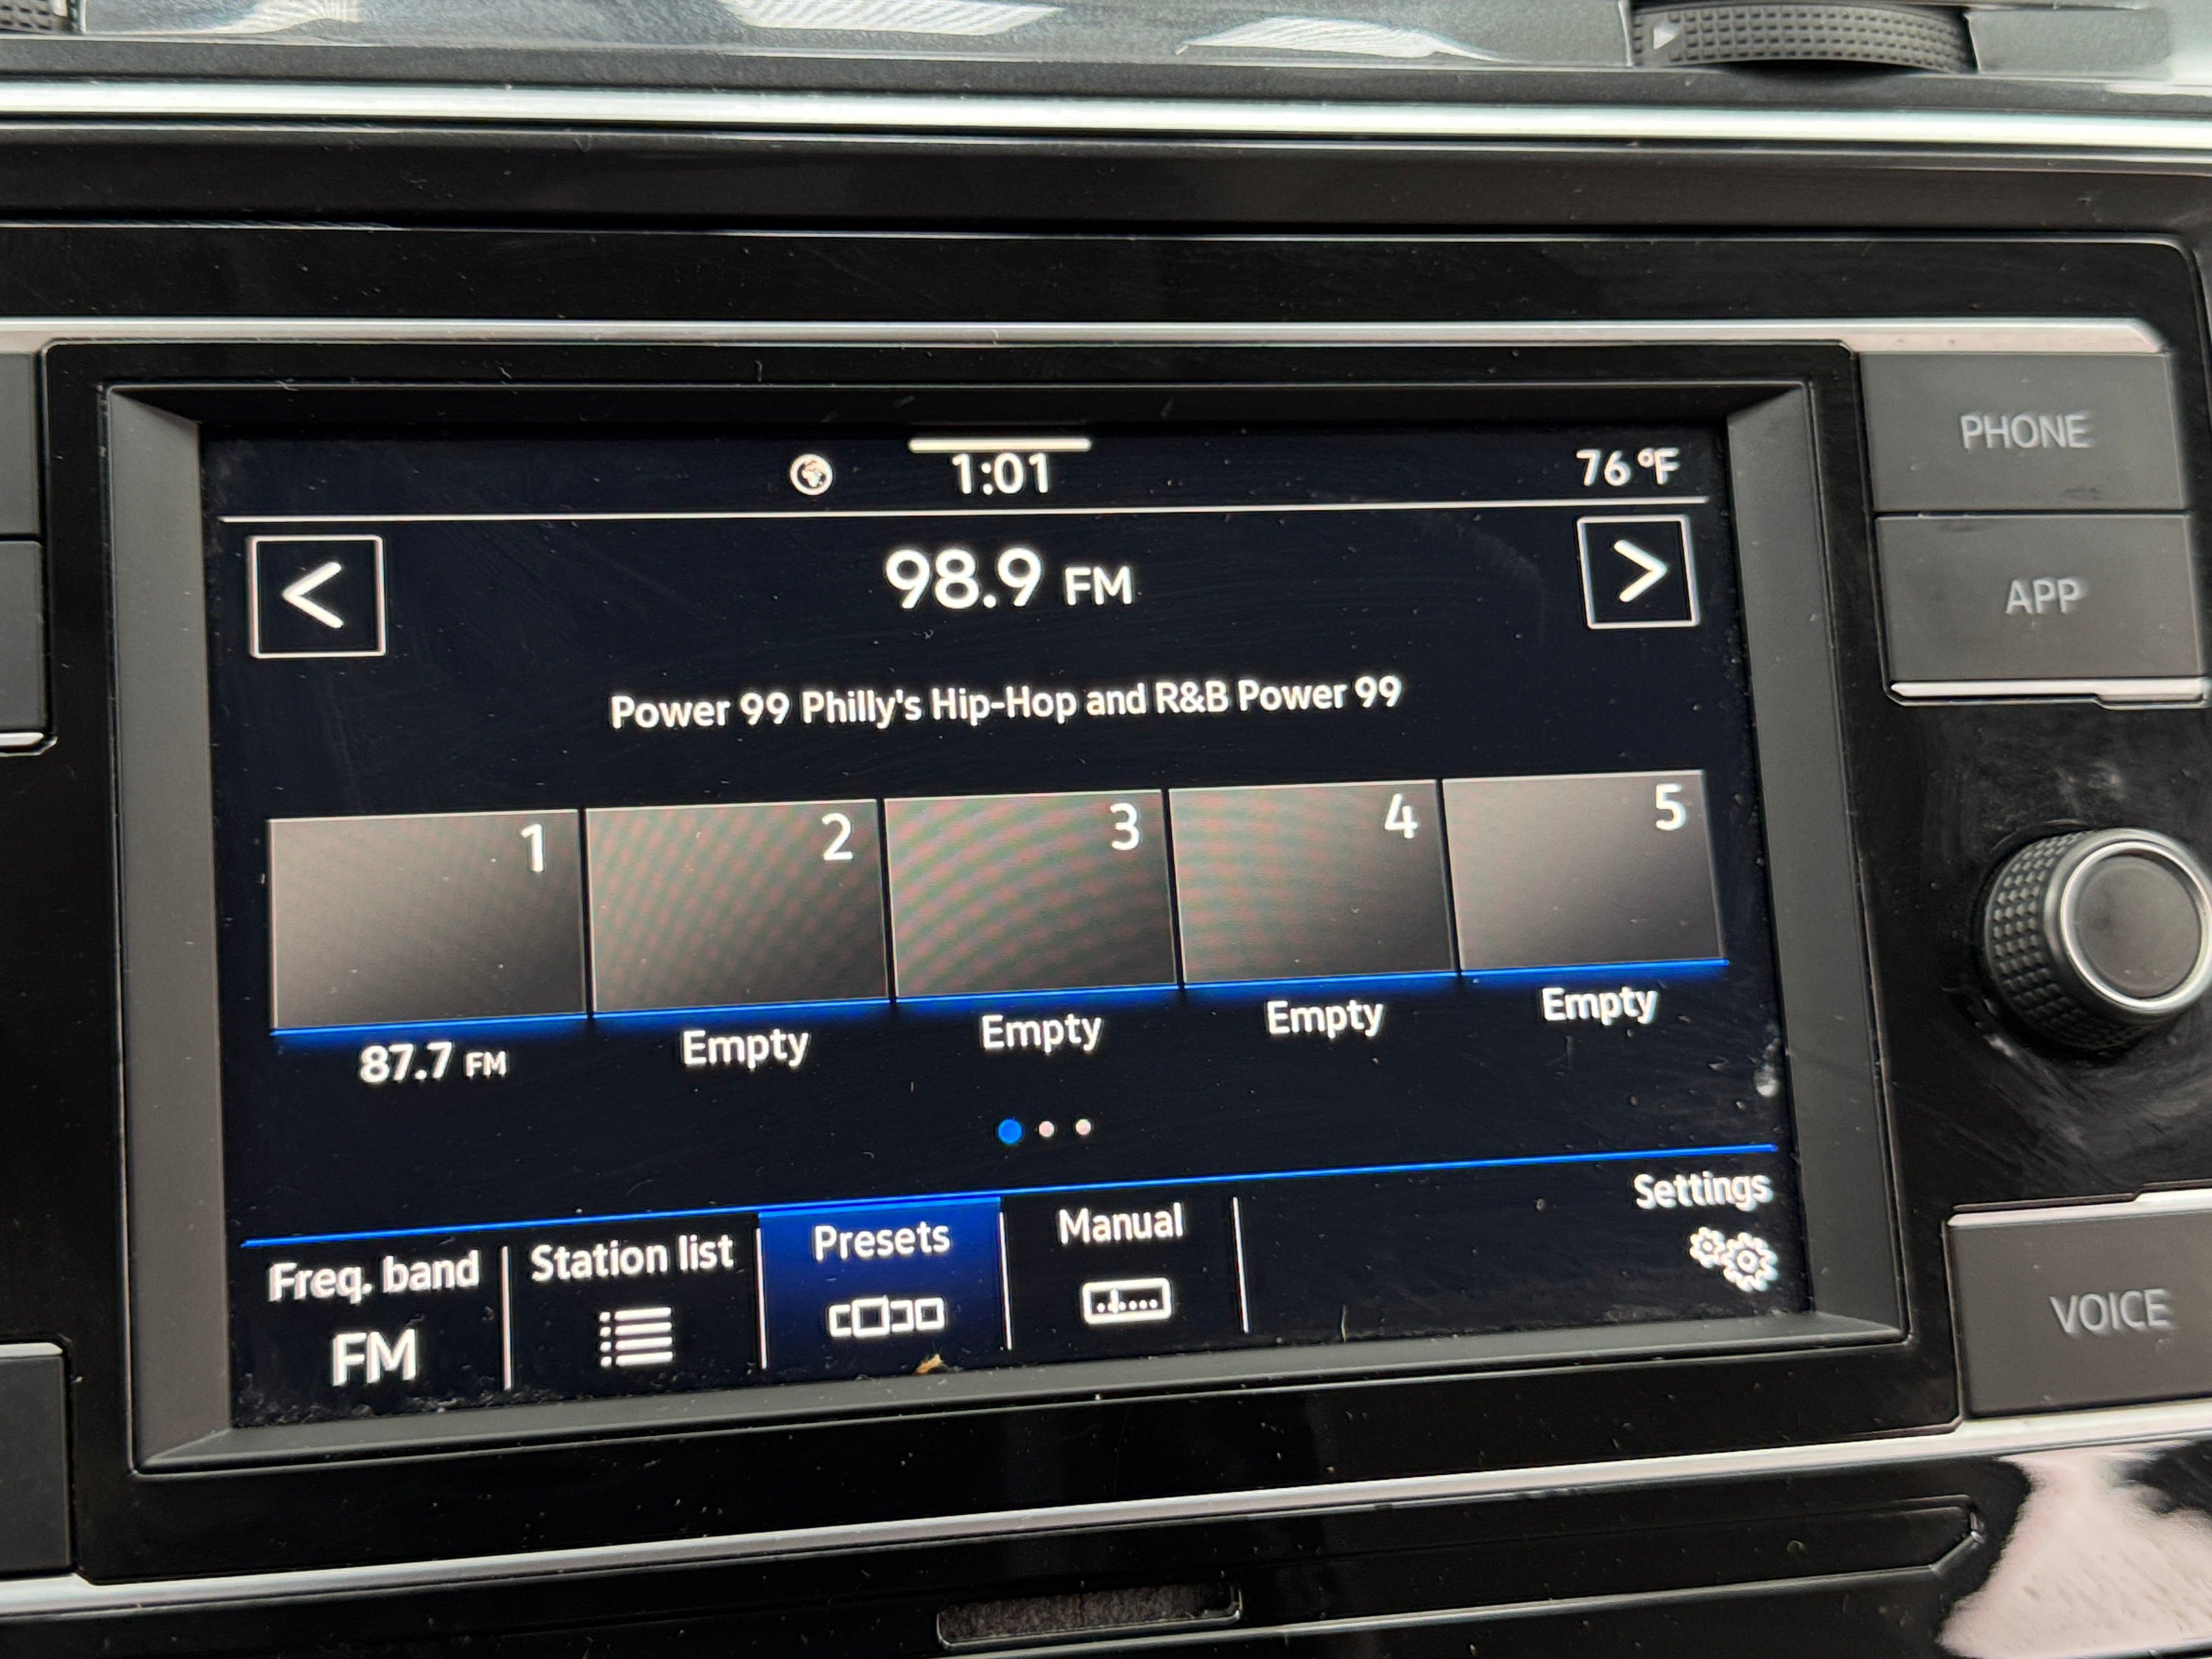 1:01
76 °F
PHONE
<
98.9 FM
>
APP
Power 99 Philly's Hip-Hop and R&B Power 99
1
2
3
4
5
87.7 FM
Empty
Empty
Empty
Empty
Freq. band
FM
Station list
Presets
Manual
Settings
VOICE